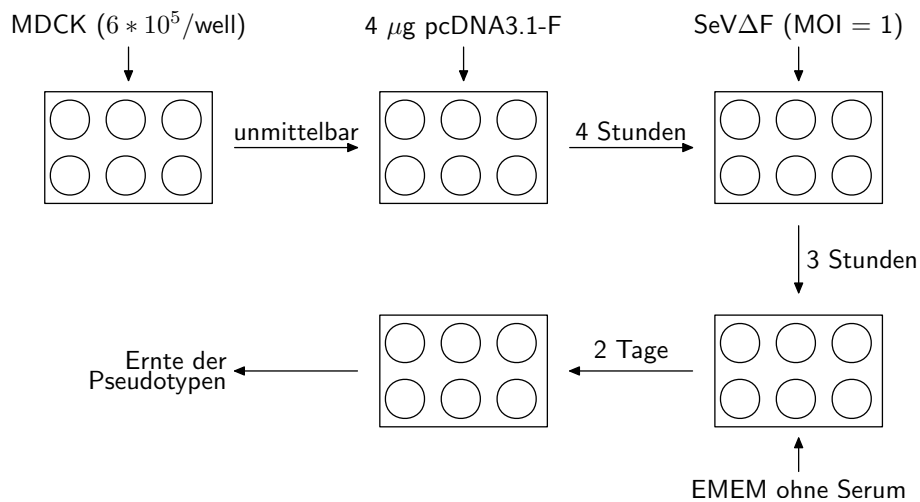 MDCK (6 * 10^5/well)
4 μg pcDNA3.1-F
SeVΔF (MOI = 1)
unmittelbar
4 Stunden
3 Stunden
2 Tage
Ernte der
Pseudotypen
EMEM ohne Serum